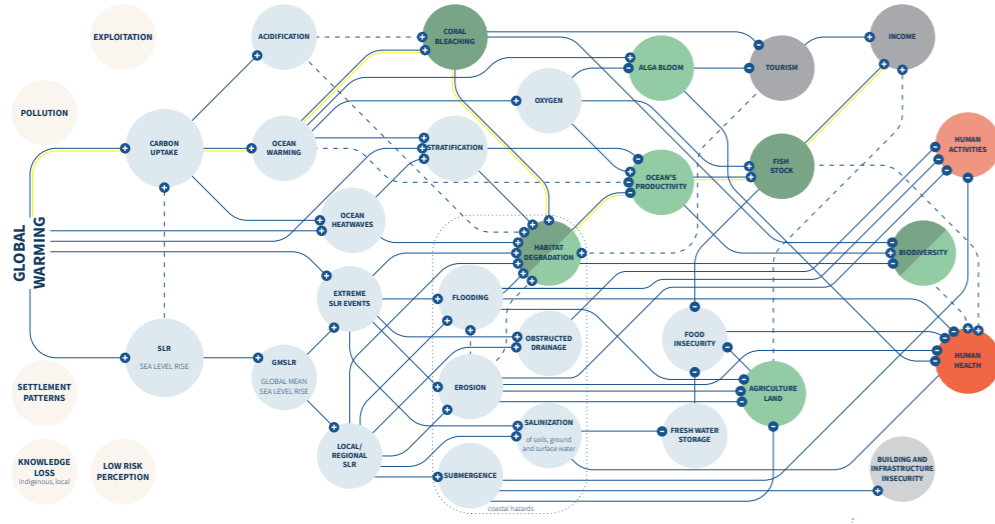 EXPLOITATION
ACIDIFICATION
CORAL
BLEACHING
INCOME
ALGA BLOOM
TOURISM
POLLUTION
OXYGEN
CARBON
UPTAKE
OCEAN
WARMING
STRATIFICATION
FISH
STOCK
HUMAN
ACTIVITIES
OCEAN'S
PRODUCTIVITY
OCEAN
HEATWAVES
GLOBAL
WARMING
HABITAT
DEGRADATION
BIODIVERSITY
EXTREME
SLR EVENTS
FLOODING
OBSTRUCTED
DRAINAGE
FOOD
INSECURITY
SLR
SEA LEVEL RISE
GMSLR
GLOBAL MEAN
SEA LEVEL RISE
HUMAN
HEALTH
EROSION
AGRICULTURE
LAND
SETTLEMENT
PATTERNS
SALINIZATION
of soils, ground
and surface water
FRESH WATER
STORAGE
LOCAL/
REGIONAL
SLR
KNOWLEDGE
LOSS
indigenous, local
LOW RISK
PERCEPTION
SUBMERGENCE
BUILDING AND
INFRASTRUCTURE
INSECURITY
coastal hazards